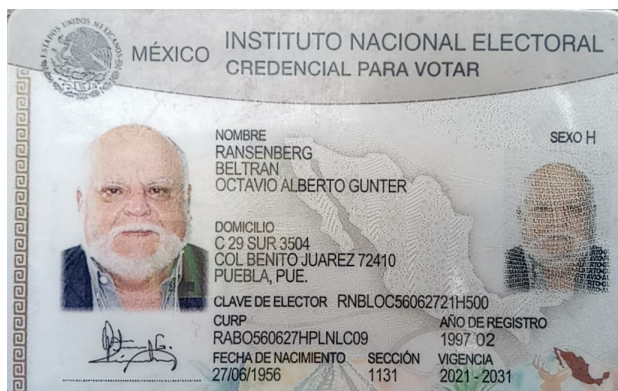 ESTADOS UNIDOS MEXICANOS
MÉXICO INSTITUTO NACIONAL ELECTORAL
CREDENCIAL PARA VOTAR
NOMBRE SEXO H
RANSENBERG
BELTRAN
OCTAVIO ALBERTO GUNTER
DOMICILIO
C 29 SUR 3504
COL BENITO JUAREZ 72410
PUEBLA, PUE.
CLAVE DE ELECTOR RNBLOC56062721H500
CURP AÑO DE REGISTRO
RABO560627HPLNLC09 1997 02
FECHA DE NACIMIENTO SECCIÓN VIGENCIA
27/06/1956 1131 2021 - 2031